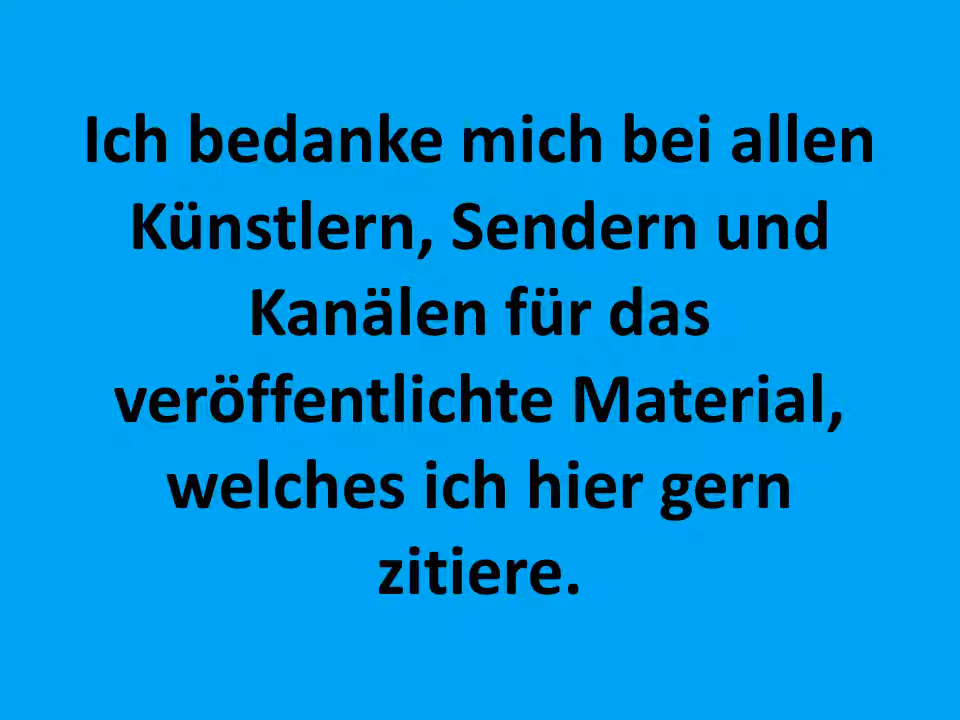 Ich bedanke mich bei allen
Künstlern, Sendern und
Kanälen für das
veröffentlichte Material,
welches ich hier gern
zitiere.